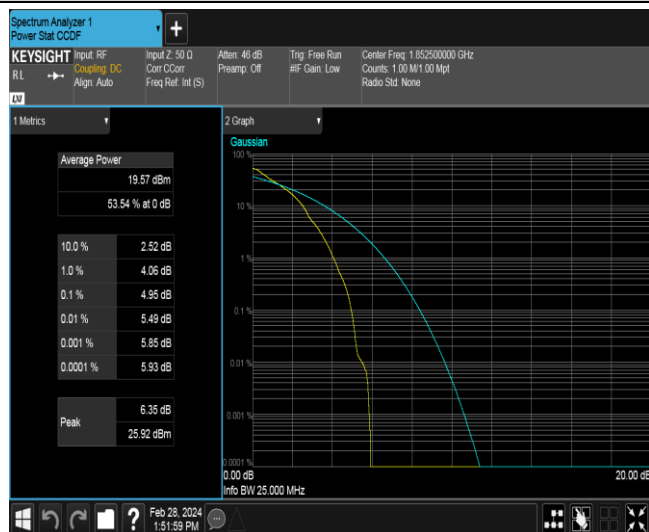 Spectrum Analyzer 1
Power Stat CCDF
+
KEYSIGHT
RL
LXI
Input: RF
Coupling: DC
Align: Auto
Input Z: 50 Ω
Corr CCorr
Freq Ref: Int (S)
Atten: 46 dB
Preamp: Off
Trig: Free Run
#IF Gain: Low
Center Freq: 1.852500000 GHz
Counts: 1.00 M/1.00 Mpt
Radio Std: None
1 Metrics
Average Power
19.57 dBm
53.54 % at 0 dB
10.0 % 2.52 dB
1.0 % 4.06 dB
0.1 % 4.95 dB
0.01 % 5.49 dB
0.001 % 5.85 dB
0.0001 % 5.93 dB
Peak
6.35 dB
25.92 dBm
2 Graph
Gaussian
100 %
10 %
1 %
0.1 %
0.01 %
0.001 %
0.0001 %
0.00 dB 20.00 dB
Info BW 25.000 MHz
?
Feb 28, 2024
1:51:59 PM